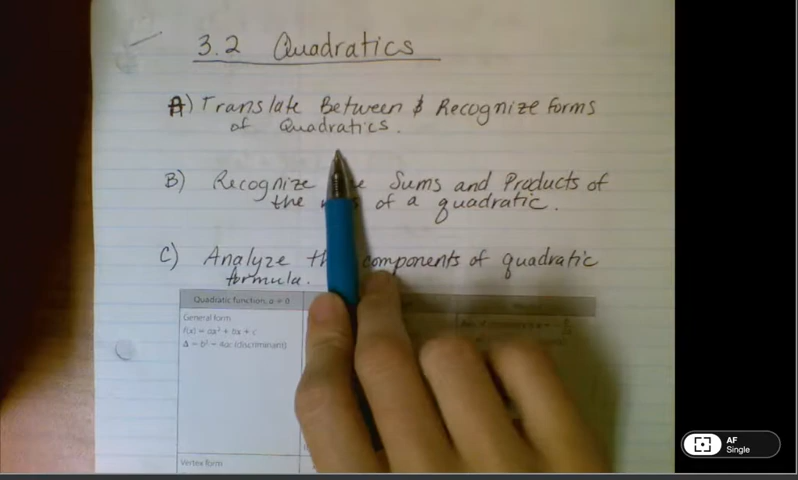 3.2 Quadratics
A) Translate Between & Recognize forms
of Quadratics.
B) Recognize Sums and Products of
the of a quadratic.
C) Analyze components of quadratic
formula.
Quadratic function, a ≠ 0
General form
f(x) = ax² + bx + c
Δ = b² − 4ac (discriminant)
Vertex form
AF
Single